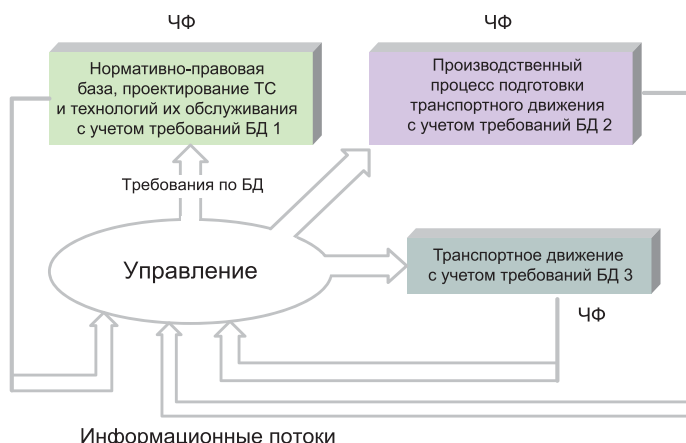 ЧФ
ЧФ
Нормативно-правовая
база, проектирование ТС
и технологий их обслуживания
с учетом требований БД 1
Производственный
процесс подготовки
транспортного движения
с учетом требований БД 2
Требования по БД
Управление
Транспортное движение
с учетом требований БД 3
ЧФ
Информационные потоки